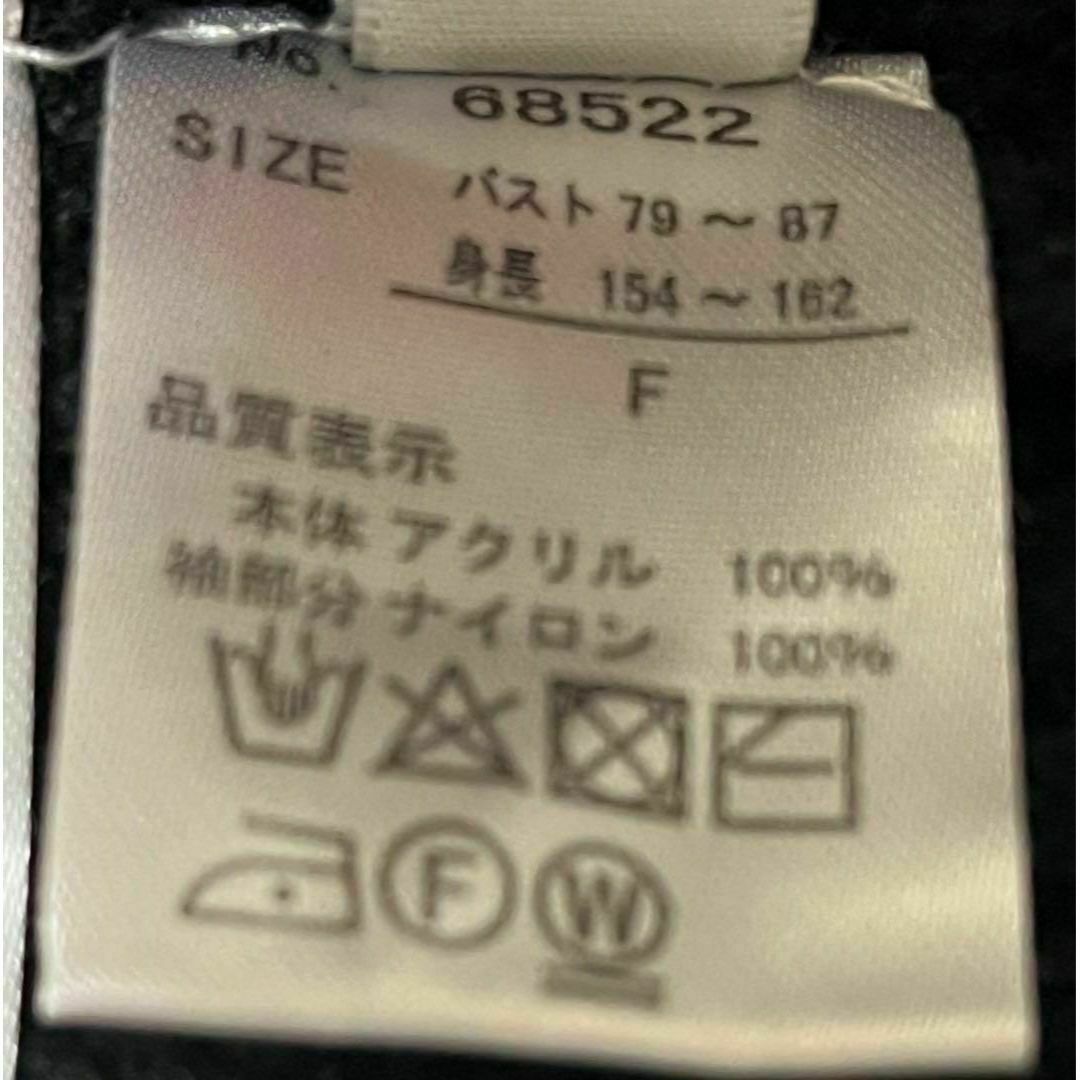 No. 68522
SIZE バスト 79 ～ 87
身長 154 ～ 162
F
品質表示
本体 アクリル 100%
袖部分 ナイロン 100%
F W